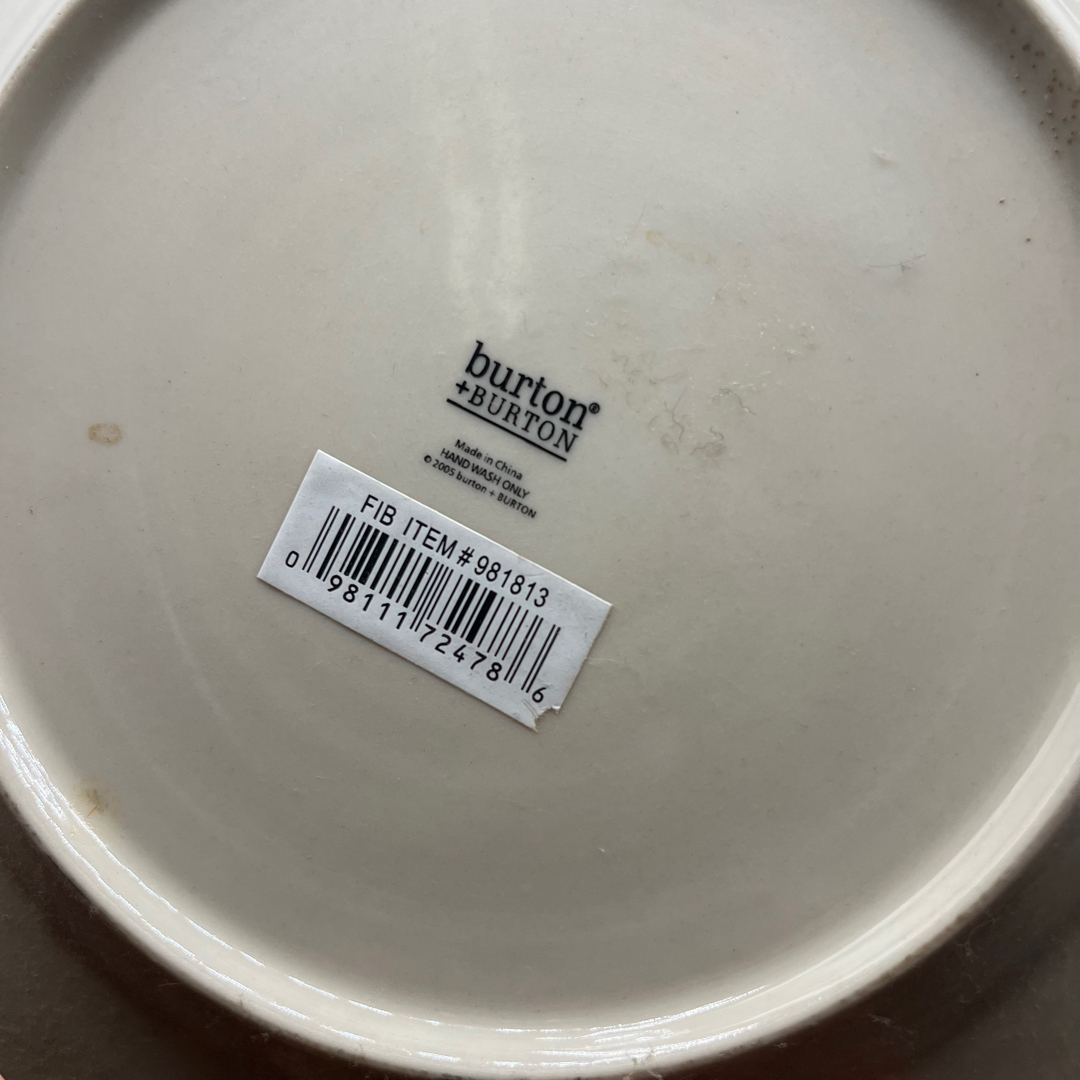 burton®
+BURTON
Made in China
HAND WASH ONLY
© 2005 burton + BURTON
FIB ITEM # 981813
0 98111 72478 6